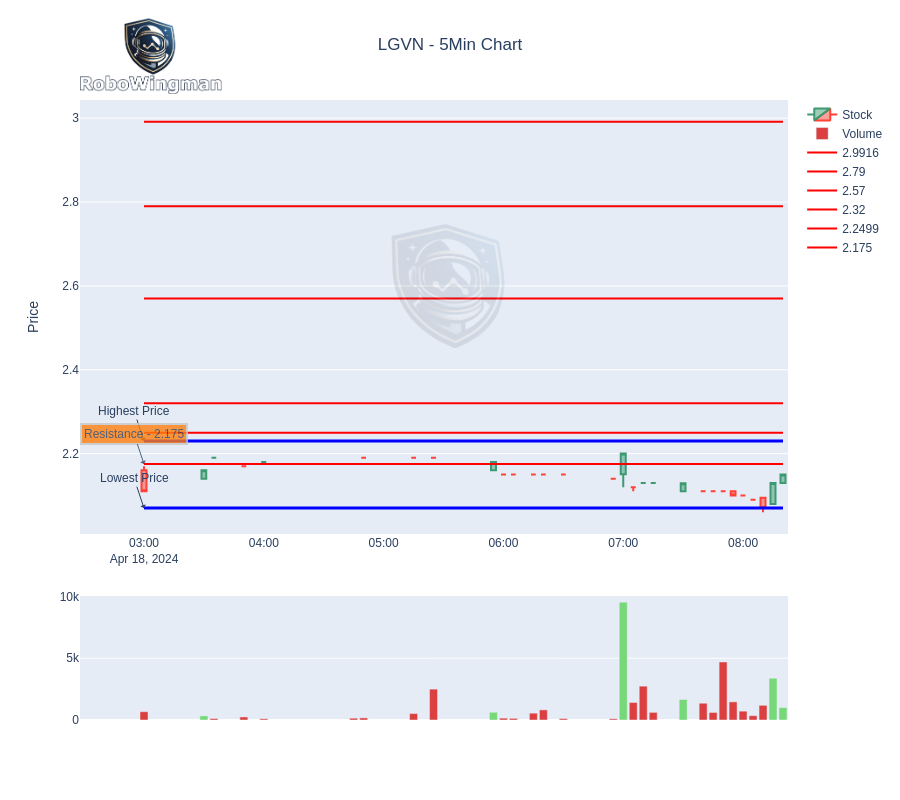 RoboWingman
LGVN - 5Min Chart
Stock
Volume
2.9916
2.79
2.57
2.32
2.2499
2.175
Price
3
2.8
2.6
2.4
2.2
Highest Price
Resistance - 2.175
Lowest Price
03:00
04:00
05:00
06:00
07:00
08:00
Apr 18, 2024
10k
5k
0